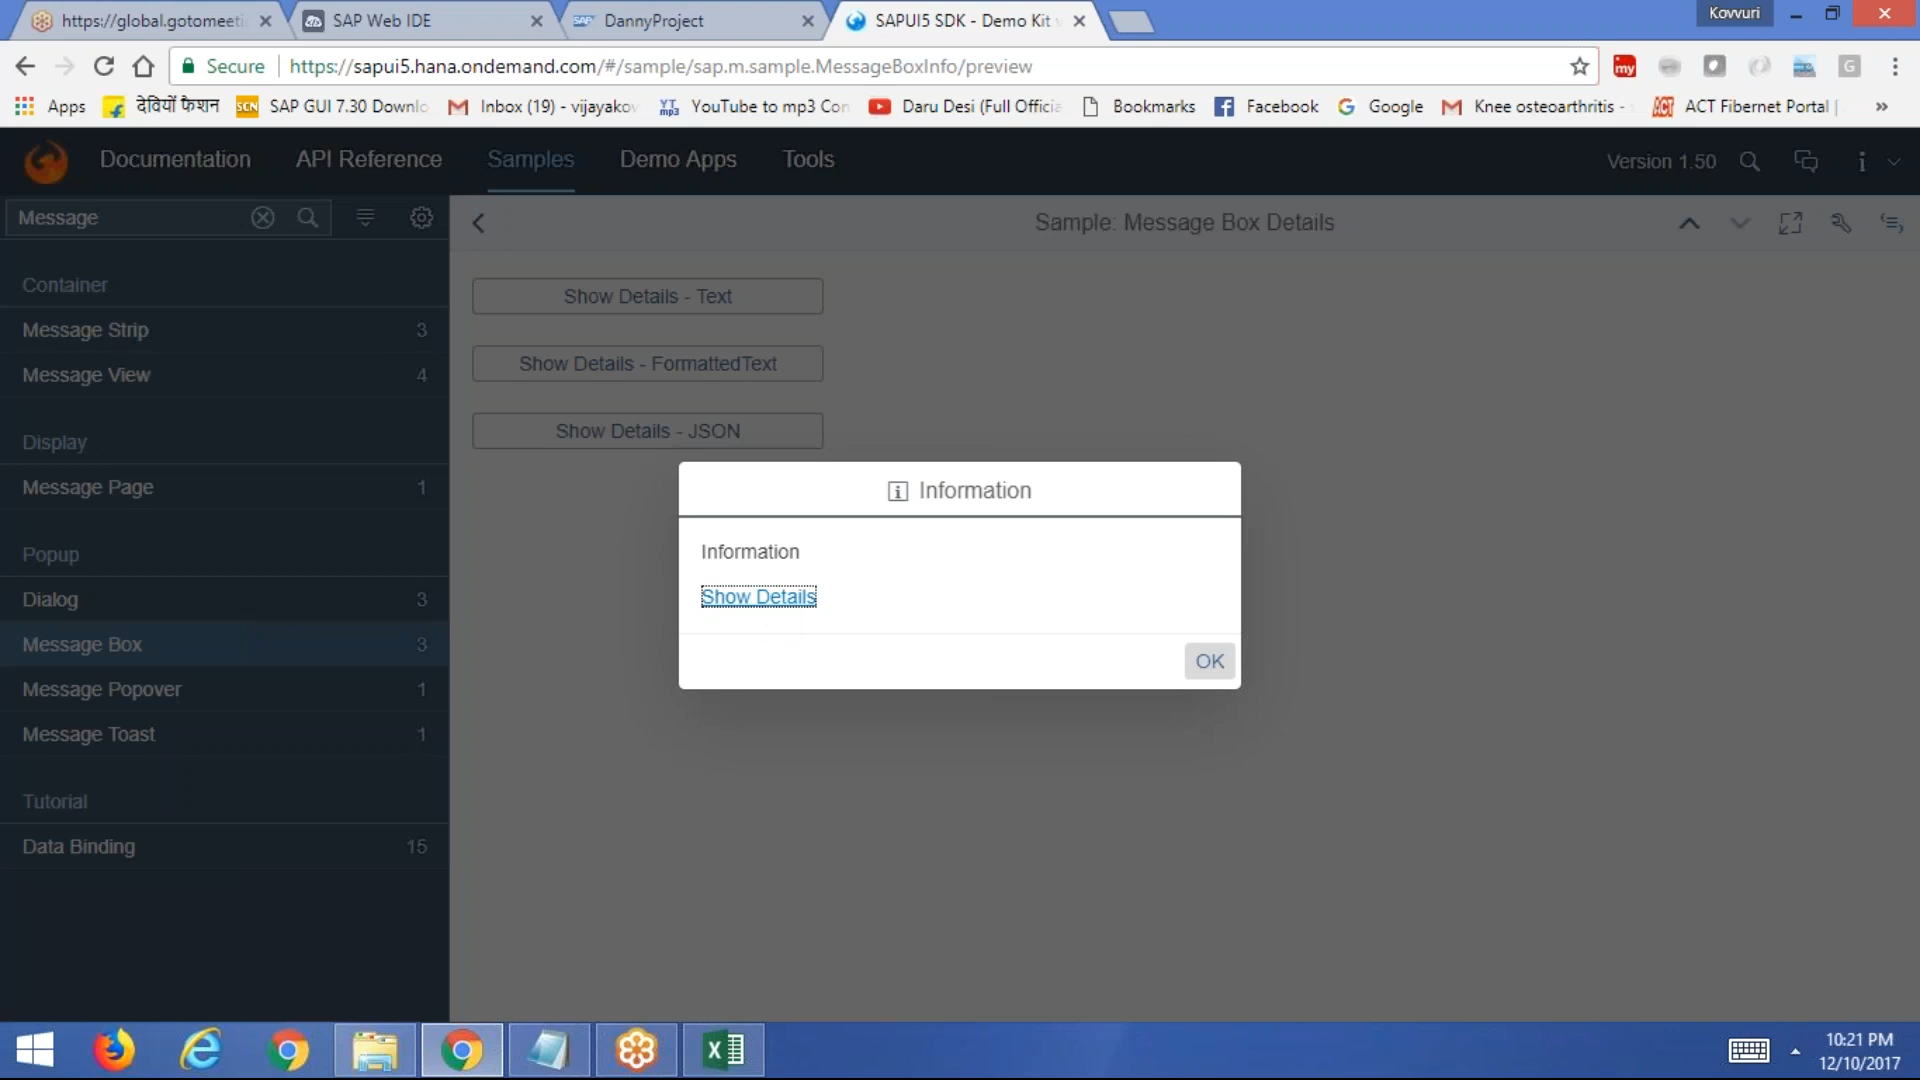 https://global.gotomeeti
SAP Web IDE
DannyProject
SAPUI5 SDK - Demo Kit
Kovvuri
Secure
https://sapui5.hana.ondemand.com/#/sample/sap.m.sample.MessageBoxInfo/preview
Apps
देवियों फैशन
SCN
SAP GUI 7.30 Downlo
Inbox (19) - vijayakov
YT mp3
YouTube to mp3 Con
Daru Desi (Full Officia
Bookmarks
Facebook
Google
Knee osteoarthritis -
ACT
ACT Fibernet Portal |
»
Documentation
API Reference
Samples
Demo Apps
Tools
Version 1.50
Message
Sample: Message Box Details
Container
Message Strip 3
Message View 4
Display
Message Page 1
Popup
Dialog 3
Message Box 3
Message Popover 1
Message Toast 1
Tutorial
Data Binding 15
Show Details - Text
Show Details - FormattedText
Show Details - JSON
Information
Information
Show Details
OK
10:21 PM
12/10/2017